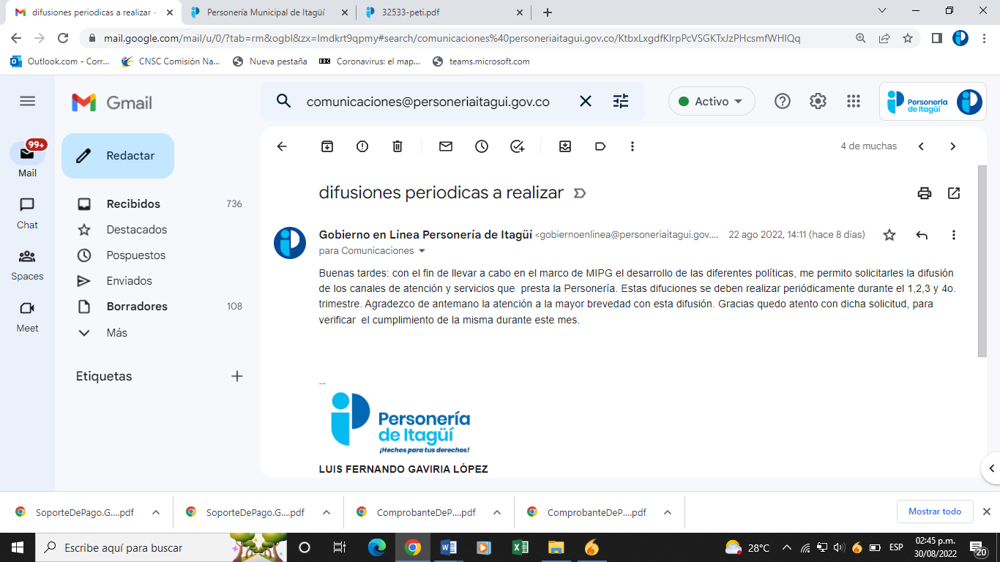 difusiones periodicas a realizar -
Personería Municipal de Itagüí
32533-peti.pdf
mail.google.com/mail/u/0/?tab=rm&ogbl&zx=lmdkrt9qpmy#search/comunicaciones%40personeriaitagui.gov.co/KtbxLxgdfKlrpPcVSGKTxJzPHcsmfWHIQq
Outlook.com - Corr...
CNSC Comisión Na...
Nueva pestaña
Coronavirus: el map...
teams.microsoft.com
Gmail
comunicaciones@personeriaitagui.gov.co
Activo
Personería
de Itagüí
99+
Mail
Chat
Spaces
Meet
Redactar
Recibidos 736
Destacados
Pospuestos
Enviados
Borradores 108
Más
Etiquetas
4 de muchas
difusiones periodicas a realizar
Gobierno en Línea Personería de Itagüí <gobiernoenlinea@personeriaitagui.gov.... 22 ago 2022, 14:11 (hace 8 días)
para Comunicaciones
Buenas tardes: con el fin de llevar a cabo en el marco de MIPG el desarrollo de las diferentes políticas, me permito solicitarles la difusión
de los canales de atención y servicios que  presta la Personería. Estas difuciones se deben realizar periódicamente durante el 1,2,3 y 4o.
trimestre. Agradezco de antemano la atención a la mayor brevedad con esta difusión. Gracias quedo atento con dicha solicitud, para
verificar  el cumplimiento de la misma durante este mes.
--
Personería
de Itagüí
¡Hechos para tus derechos!
LUIS FERNANDO GAVIRIA LÓPEZ
SoporteDePago.G....pdf
SoporteDePago.G....pdf
ComprobanteDeP....pdf
ComprobanteDeP....pdf
Mostrar todo
Escribe aquí para buscar
28°C
ESP
02:45 p.m.
30/08/2022
20